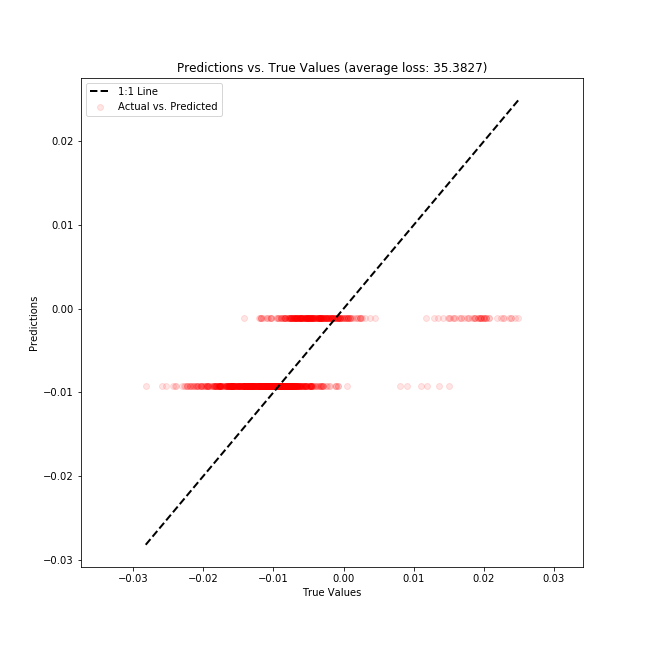 Predictions vs. True Values (average loss: 35.3827)
1:1 Line
Actual vs. Predicted
0.02
0.01
0.00
−0.01
−0.02
−0.03
Predictions
−0.03
−0.02
−0.01
0.00
0.01
0.02
0.03
True Values